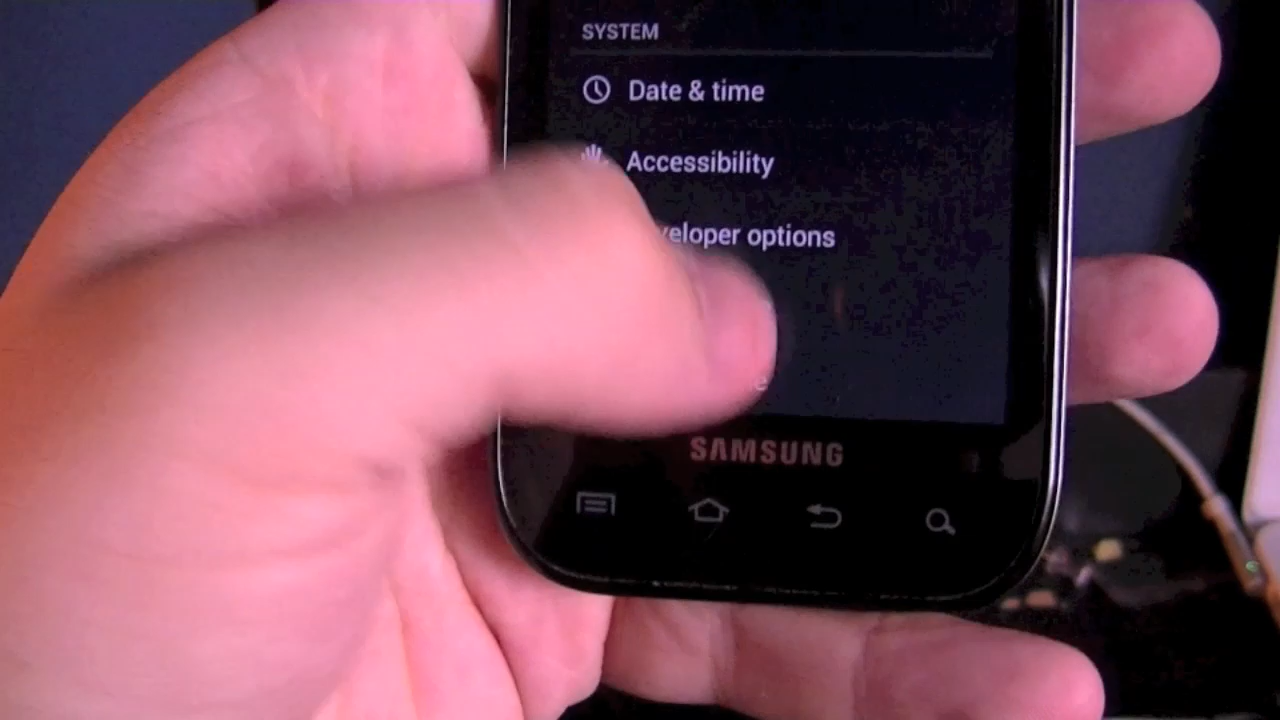 SYSTEM
Date & time
Accessibility
veloper options
e
SAMSUNG